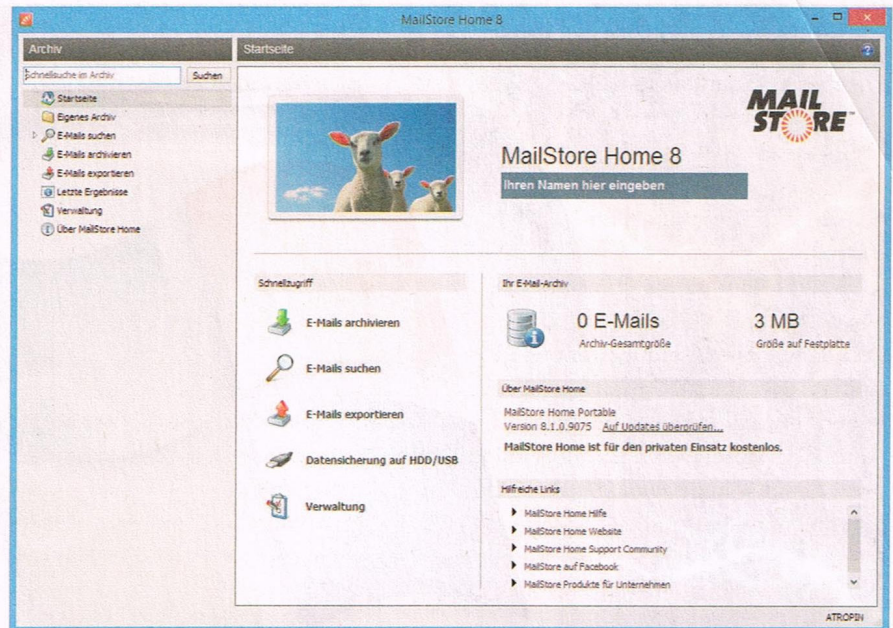 MailStore Home 8
Archiv
Schnellsuche im Archiv
Suchen
Startseite
Eigenes Archiv
E-Mails suchen
E-Mails archivieren
E-Mails exportieren
Letzte Ergebnisse
Verwaltung
Über MailStore Home
Startseite
MailStore Home 8
Ihren Namen hier eingeben
MAIL
STORE™
Schnellzugriff
E-Mails archivieren
E-Mails suchen
E-Mails exportieren
Datensicherung auf HDD/USB
Verwaltung
Ihr E-Mail-Archiv
0 E-Mails
Archiv-Gesamtgröße
3 MB
Größe auf Festplatte
Über MailStore Home
MailStore Home Portable
Version 8.1.0.9075 Auf Updates überprüfen...
MailStore Home ist für den privaten Einsatz kostenlos.
Hilfreiche Links
MailStore Home Hilfe
MailStore Home Website
MailStore Home Support Community
MailStore auf Facebook
MailStore Produkte für Unternehmen
ATROPIN